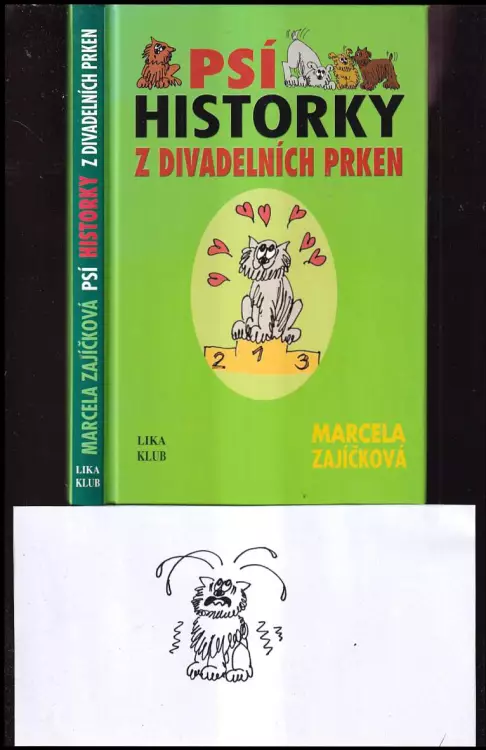 MARCELA ZAJÍČKOVÁ PSÍ HISTORKY Z DIVADELNÍCH PRKEN
LIKA
KLUB
PSÍ
HISTORKY
Z DIVADELNÍCH PRKEN
2 1 3
LIKA
KLUB
MARCELA
ZAJÍČKOVÁ